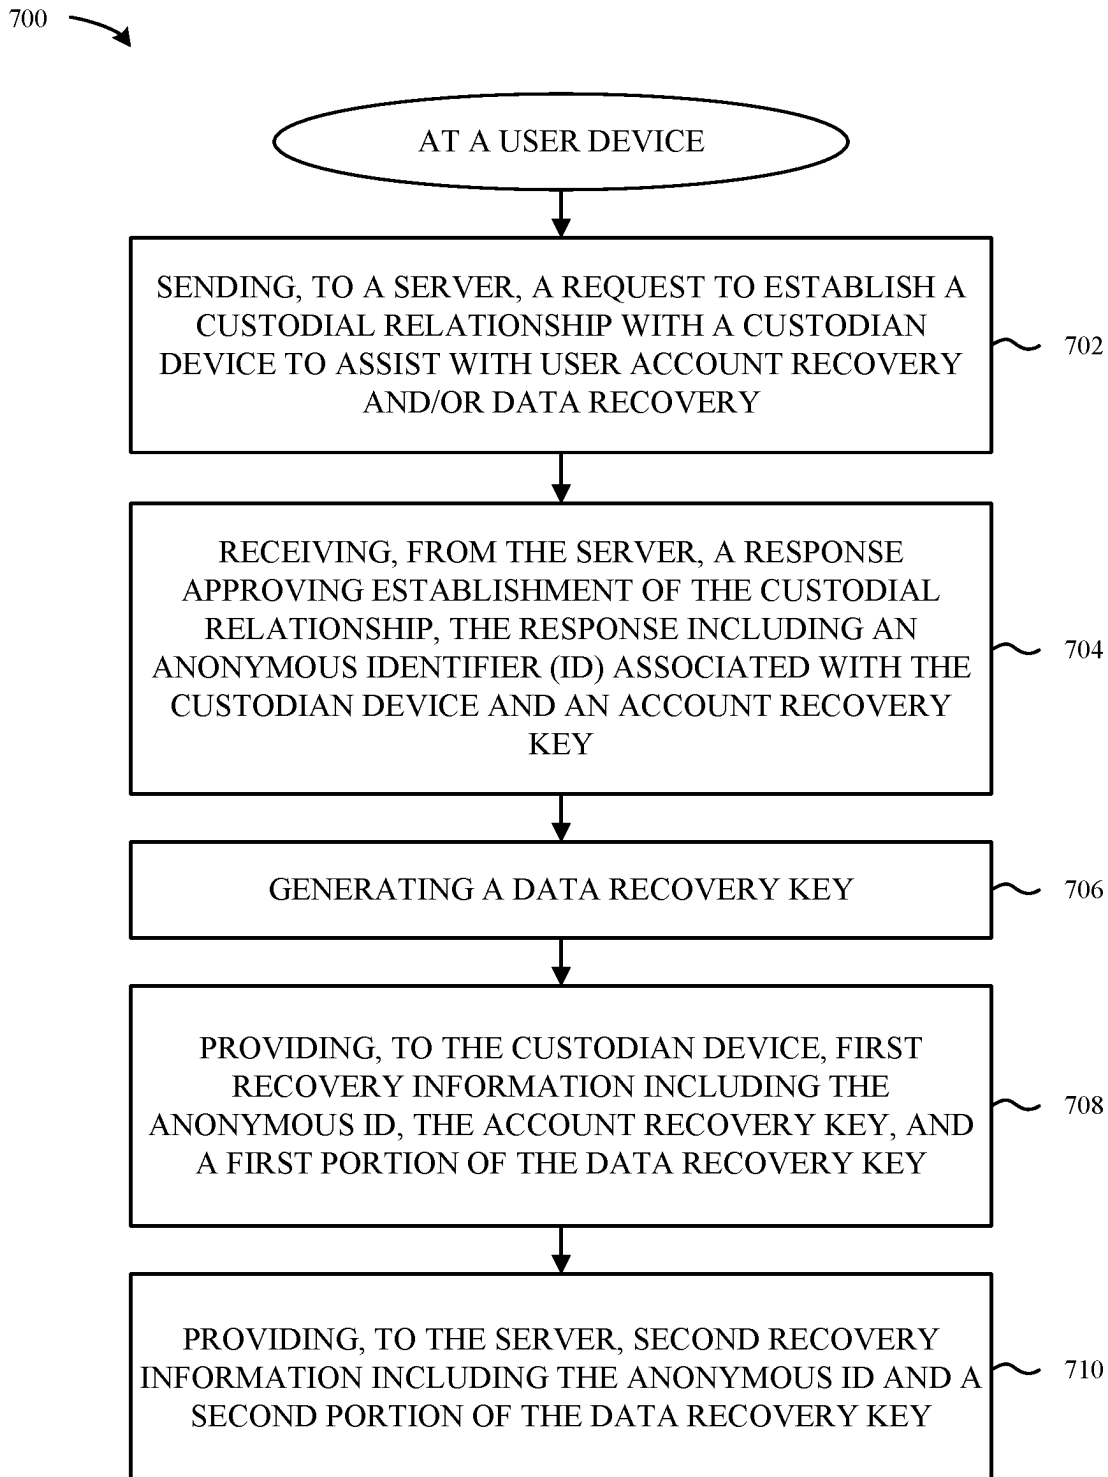 700
AT A USER DEVICE
SENDING, TO A SERVER, A REQUEST TO ESTABLISH A
CUSTODIAL RELATIONSHIP WITH A CUSTODIAN
DEVICE TO ASSIST WITH USER ACCOUNT RECOVERY
AND/OR DATA RECOVERY
702
RECEIVING, FROM THE SERVER, A RESPONSE
APPROVING ESTABLISHMENT OF THE CUSTODIAL
RELATIONSHIP, THE RESPONSE INCLUDING AN
ANONYMOUS IDENTIFIER (ID) ASSOCIATED WITH THE
CUSTODIAN DEVICE AND AN ACCOUNT RECOVERY
KEY
704
GENERATING A DATA RECOVERY KEY
706
PROVIDING, TO THE CUSTODIAN DEVICE, FIRST
RECOVERY INFORMATION INCLUDING THE
ANONYMOUS ID, THE ACCOUNT RECOVERY KEY, AND
A FIRST PORTION OF THE DATA RECOVERY KEY
708
PROVIDING, TO THE SERVER, SECOND RECOVERY
INFORMATION INCLUDING THE ANONYMOUS ID AND A
SECOND PORTION OF THE DATA RECOVERY KEY
710